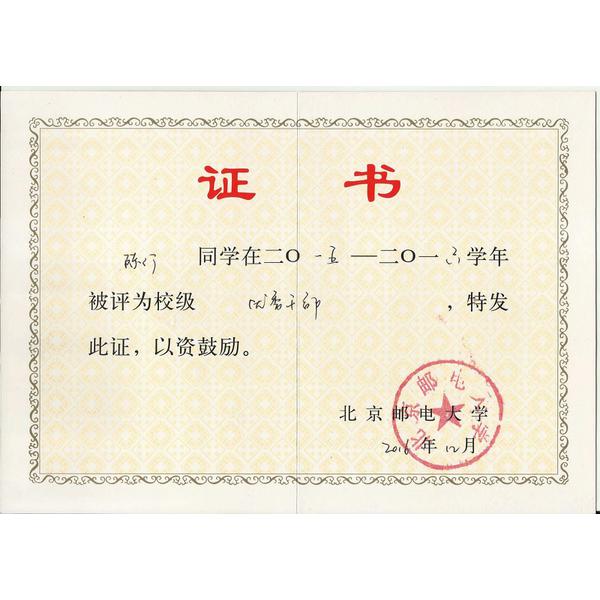 证 书
陈行 同学在二〇一五—二〇一六学年
被评为校级 优秀干部 ，特发
此证，以资鼓励。
北京邮电大学
2016年12月
北京邮电大学